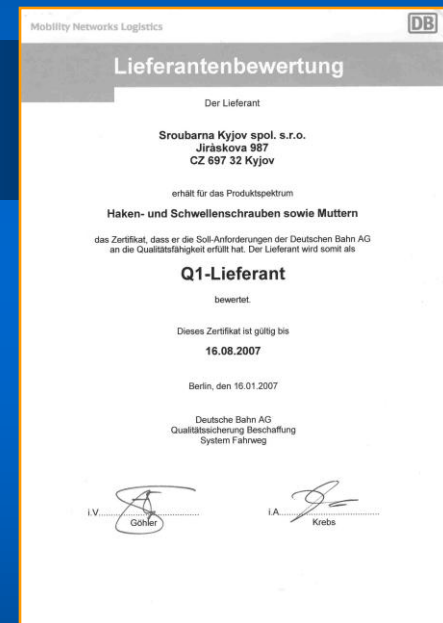 Mobility Networks Logistics
DB
Lieferantenbewertung
Der Lieferant
Sroubarna Kyjov spol. s.r.o.
Jiràskova 987
CZ 697 32 Kyjov
erhält für das Produktspektrum
Haken- und Schwellenschrauben sowie Muttern
das Zertifikat, dass er die Soll-Anforderungen der Deutschen Bahn AG
an die Qualitätsfähigkeit erfüllt hat. Der Lieferant wird somit als
Q1-Lieferant
bewertet.
Dieses Zertifikat ist gültig bis
16.08.2007
Berlin, den 16.01.2007
Deutsche Bahn AG
Qualitätssicherung Beschaffung
System Fahrweg
i.V. i.A.
Göhler Krebs